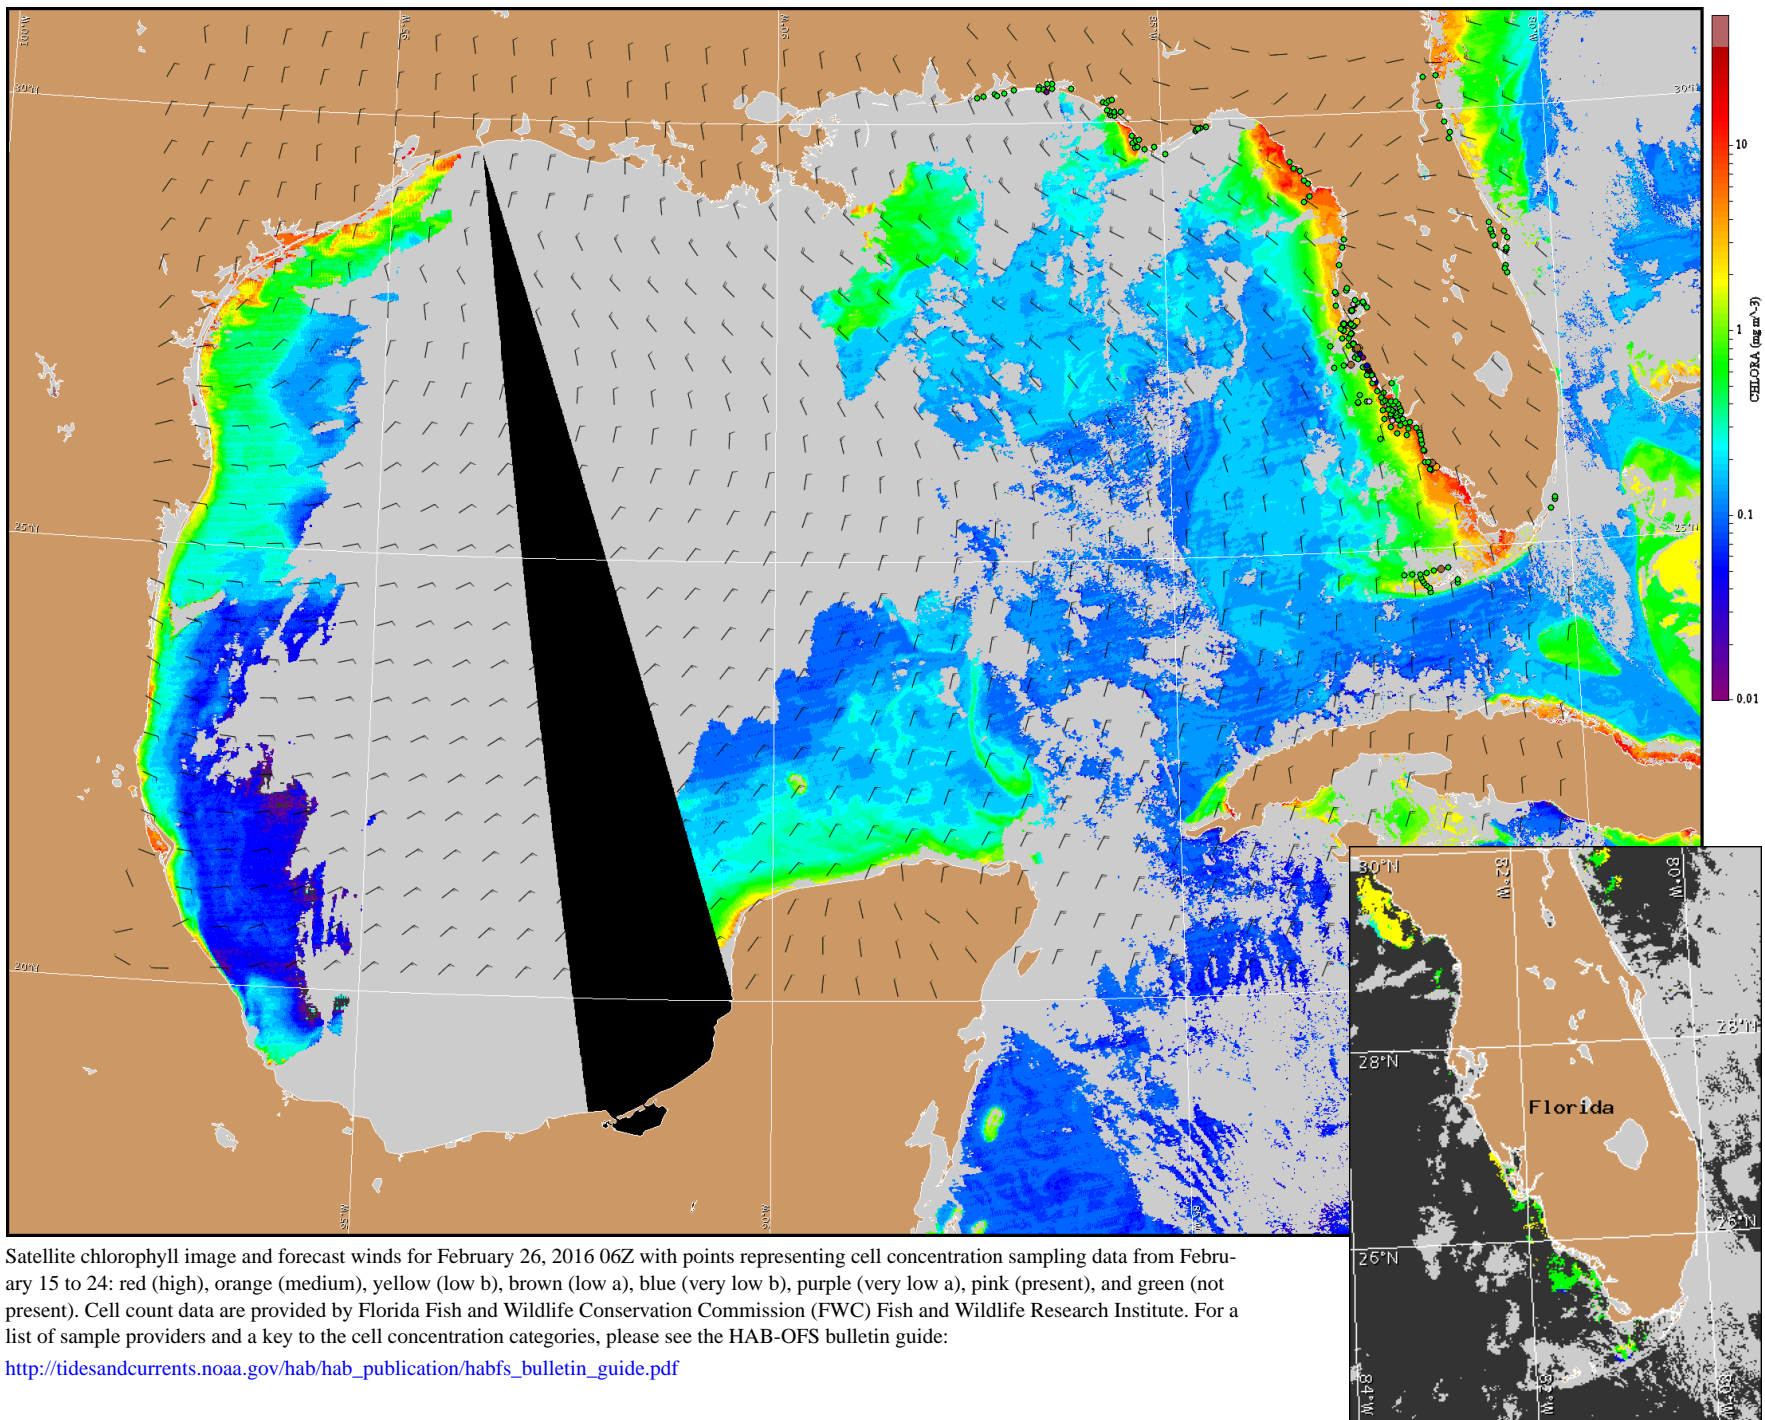 100°W
95°W
90°W
85°W
80°W
30°N
30°N
10
1
CHLORA (mg m^-3)
0.1
0.01
25°N
25°N
20°N
95°W
90°W
30°N
82°W
80°W
28°N
28°N
Florida
26°N
26°N
84°W
82°W
80°W
Satellite chlorophyll image and forecast winds for February 26, 2016 06Z with points representing cell concentration sampling data from Febru-
ary 15 to 24: red (high), orange (medium), yellow (low b), brown (low a), blue (very low b), purple (very low a), pink (present), and green (not
present). Cell count data are provided by Florida Fish and Wildlife Conservation Commission (FWC) Fish and Wildlife Research Institute. For a
list of sample providers and a key to the cell concentration categories, please see the HAB-OFS bulletin guide:
http://tidesandcurrents.noaa.gov/hab/hab_publication/habfs_bulletin_guide.pdf